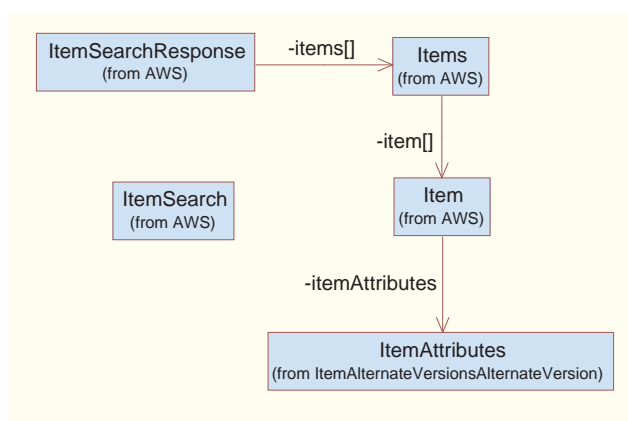 ItemSearchResponse
(from AWS)
-items[]
Items
(from AWS)
-item[]
ItemSearch
(from AWS)
Item
(from AWS)
-itemAttributes
ItemAttributes
(from ItemAlternateVersionsAlternateVersion)